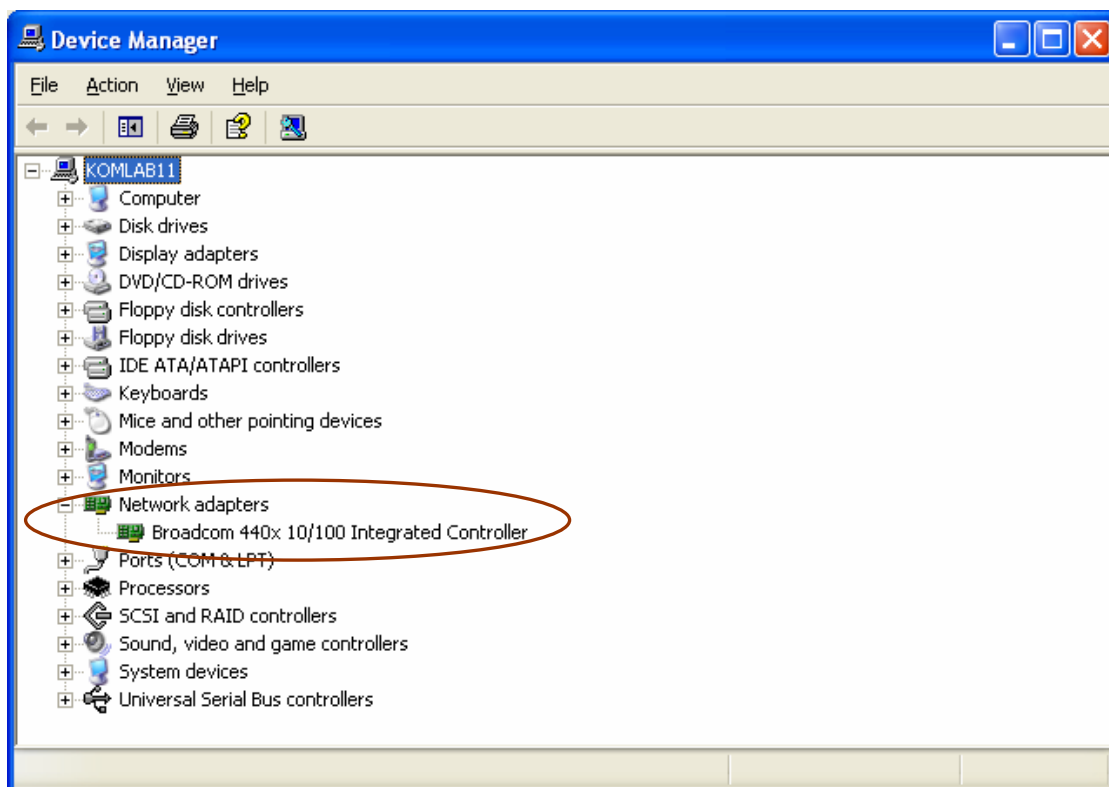 Device Manager
File Action View Help
KOMLAB11
Computer
Disk drives
Display adapters
DVD/CD-ROM drives
Floppy disk controllers
Floppy disk drives
IDE ATA/ATAPI controllers
Keyboards
Mice and other pointing devices
Modems
Monitors
Network adapters
Broadcom 440x 10/100 Integrated Controller
Ports (COM & LPT)
Processors
SCSI and RAID controllers
Sound, video and game controllers
System devices
Universal Serial Bus controllers